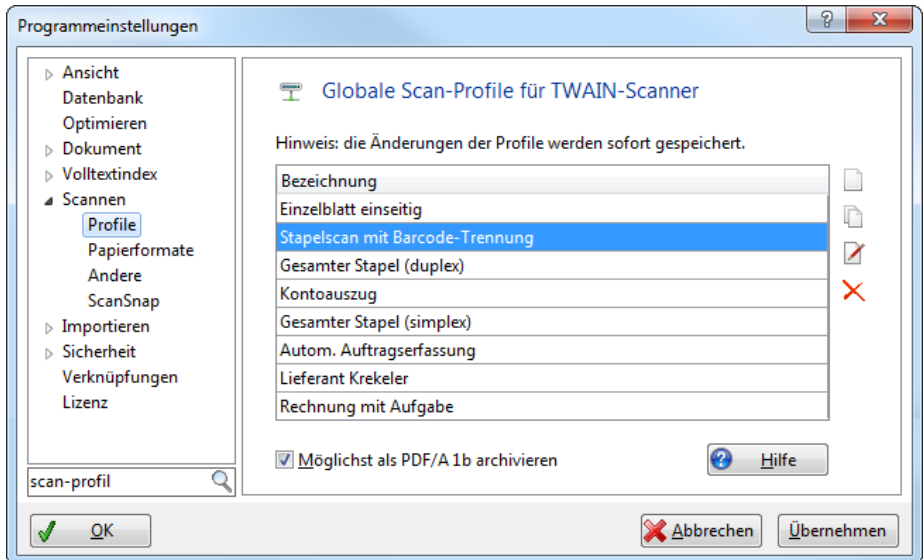 Programmeinstellungen
Ansicht
Datenbank
Optimieren
Dokument
Volltextindex
Scannen
Profile
Papierformate
Andere
ScanSnap
Importieren
Sicherheit
Verknüpfungen
Lizenz
scan-profil
Globale Scan-Profile für TWAIN-Scanner
Hinweis: die Änderungen der Profile werden sofort gespeichert.
Bezeichnung
Einzelblatt einseitig
Stapelscan mit Barcode-Trennung
Gesamter Stapel (duplex)
Kontoauszug
Gesamter Stapel (simplex)
Autom. Auftragserfassung
Lieferant Krekeler
Rechnung mit Aufgabe
Möglichst als PDF/A 1b archivieren
Hilfe
OK
Abbrechen
Übernehmen